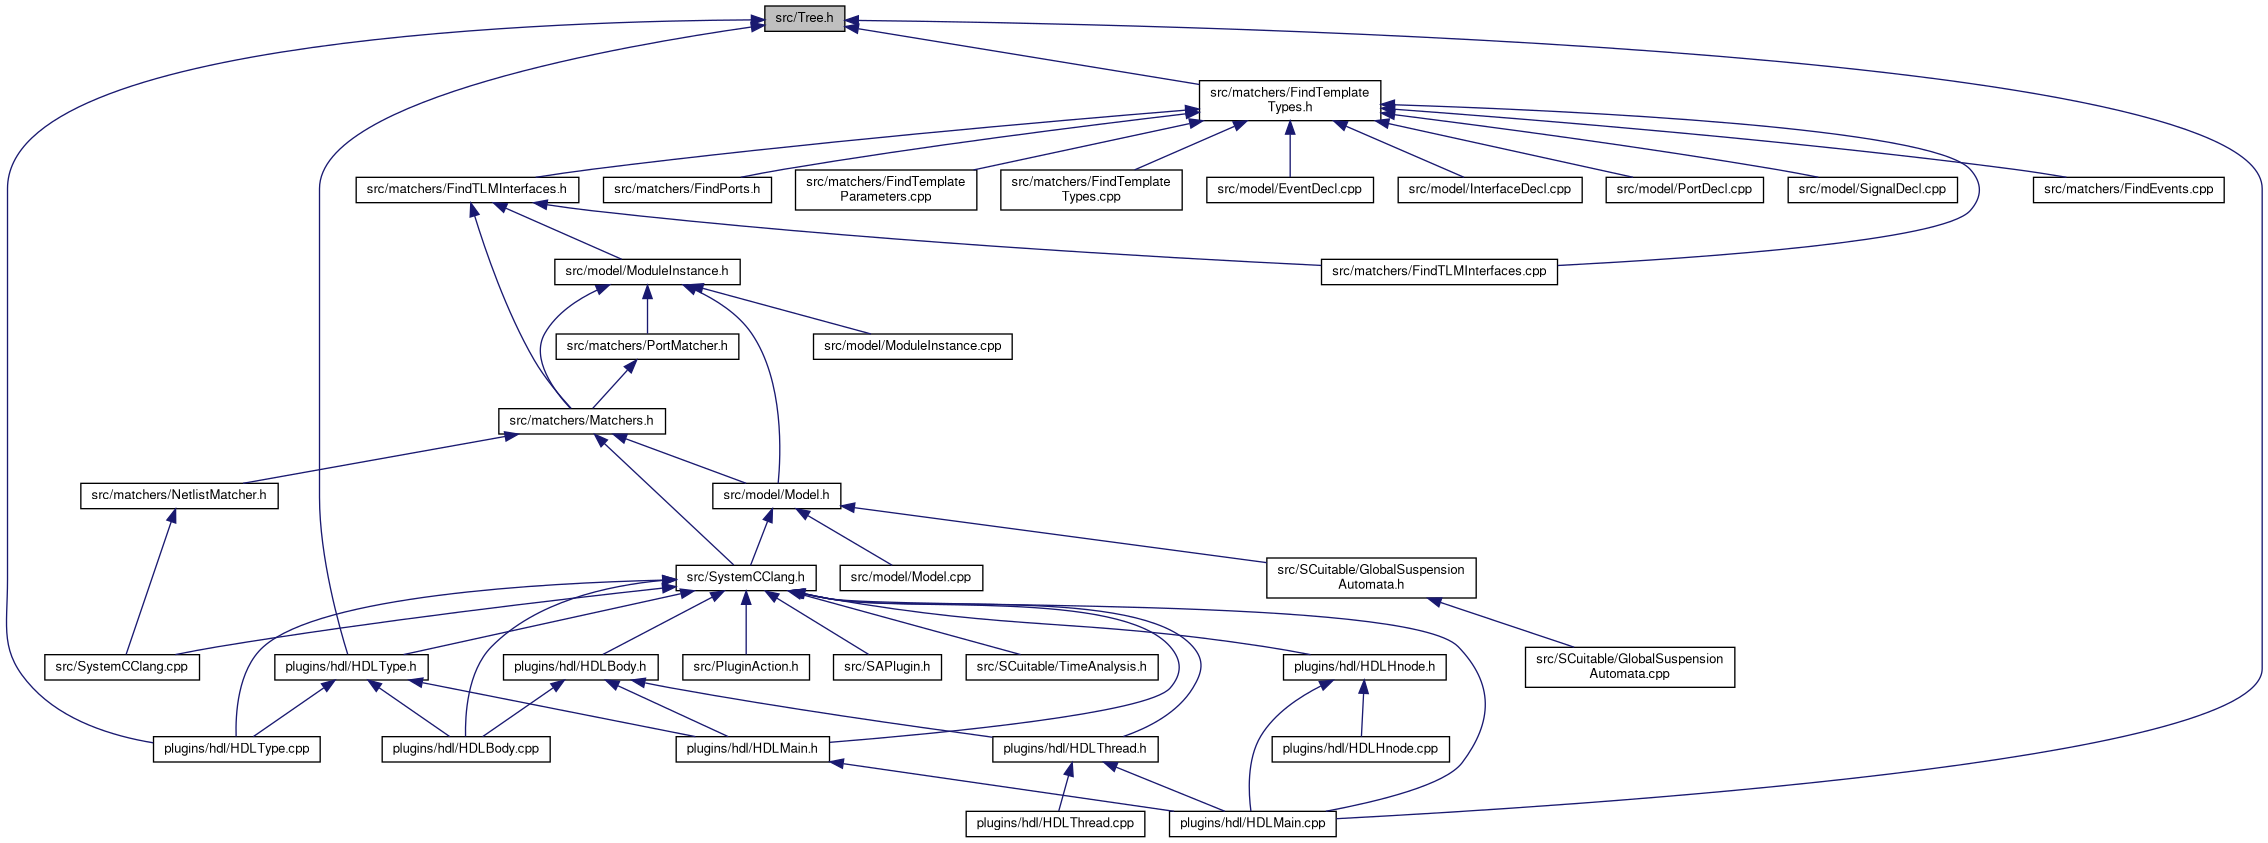 src/Tree.h
src/matchers/FindTemplate
Types.h
src/matchers/FindTLMInterfaces.h
src/matchers/FindPorts.h
src/matchers/FindTemplate
Parameters.cpp
src/matchers/FindTemplate
Types.cpp
src/model/EventDecl.cpp
src/model/InterfaceDecl.cpp
src/model/PortDecl.cpp
src/model/SignalDecl.cpp
src/matchers/FindEvents.cpp
src/model/ModuleInstance.h
src/matchers/FindTLMInterfaces.cpp
src/matchers/PortMatcher.h
src/model/ModuleInstance.cpp
src/matchers/Matchers.h
src/matchers/NetlistMatcher.h
src/model/Model.h
src/SystemCClang.h
src/model/Model.cpp
src/SCuitable/GlobalSuspension
Automata.h
src/SystemCClang.cpp
plugins/hdl/HDLType.h
plugins/hdl/HDLBody.h
src/PluginAction.h
src/SAPlugin.h
src/SCuitable/TimeAnalysis.h
plugins/hdl/HDLHnode.h
src/SCuitable/GlobalSuspension
Automata.cpp
plugins/hdl/HDLType.cpp
plugins/hdl/HDLBody.cpp
plugins/hdl/HDLMain.h
plugins/hdl/HDLThread.h
plugins/hdl/HDLHnode.cpp
plugins/hdl/HDLThread.cpp
plugins/hdl/HDLMain.cpp